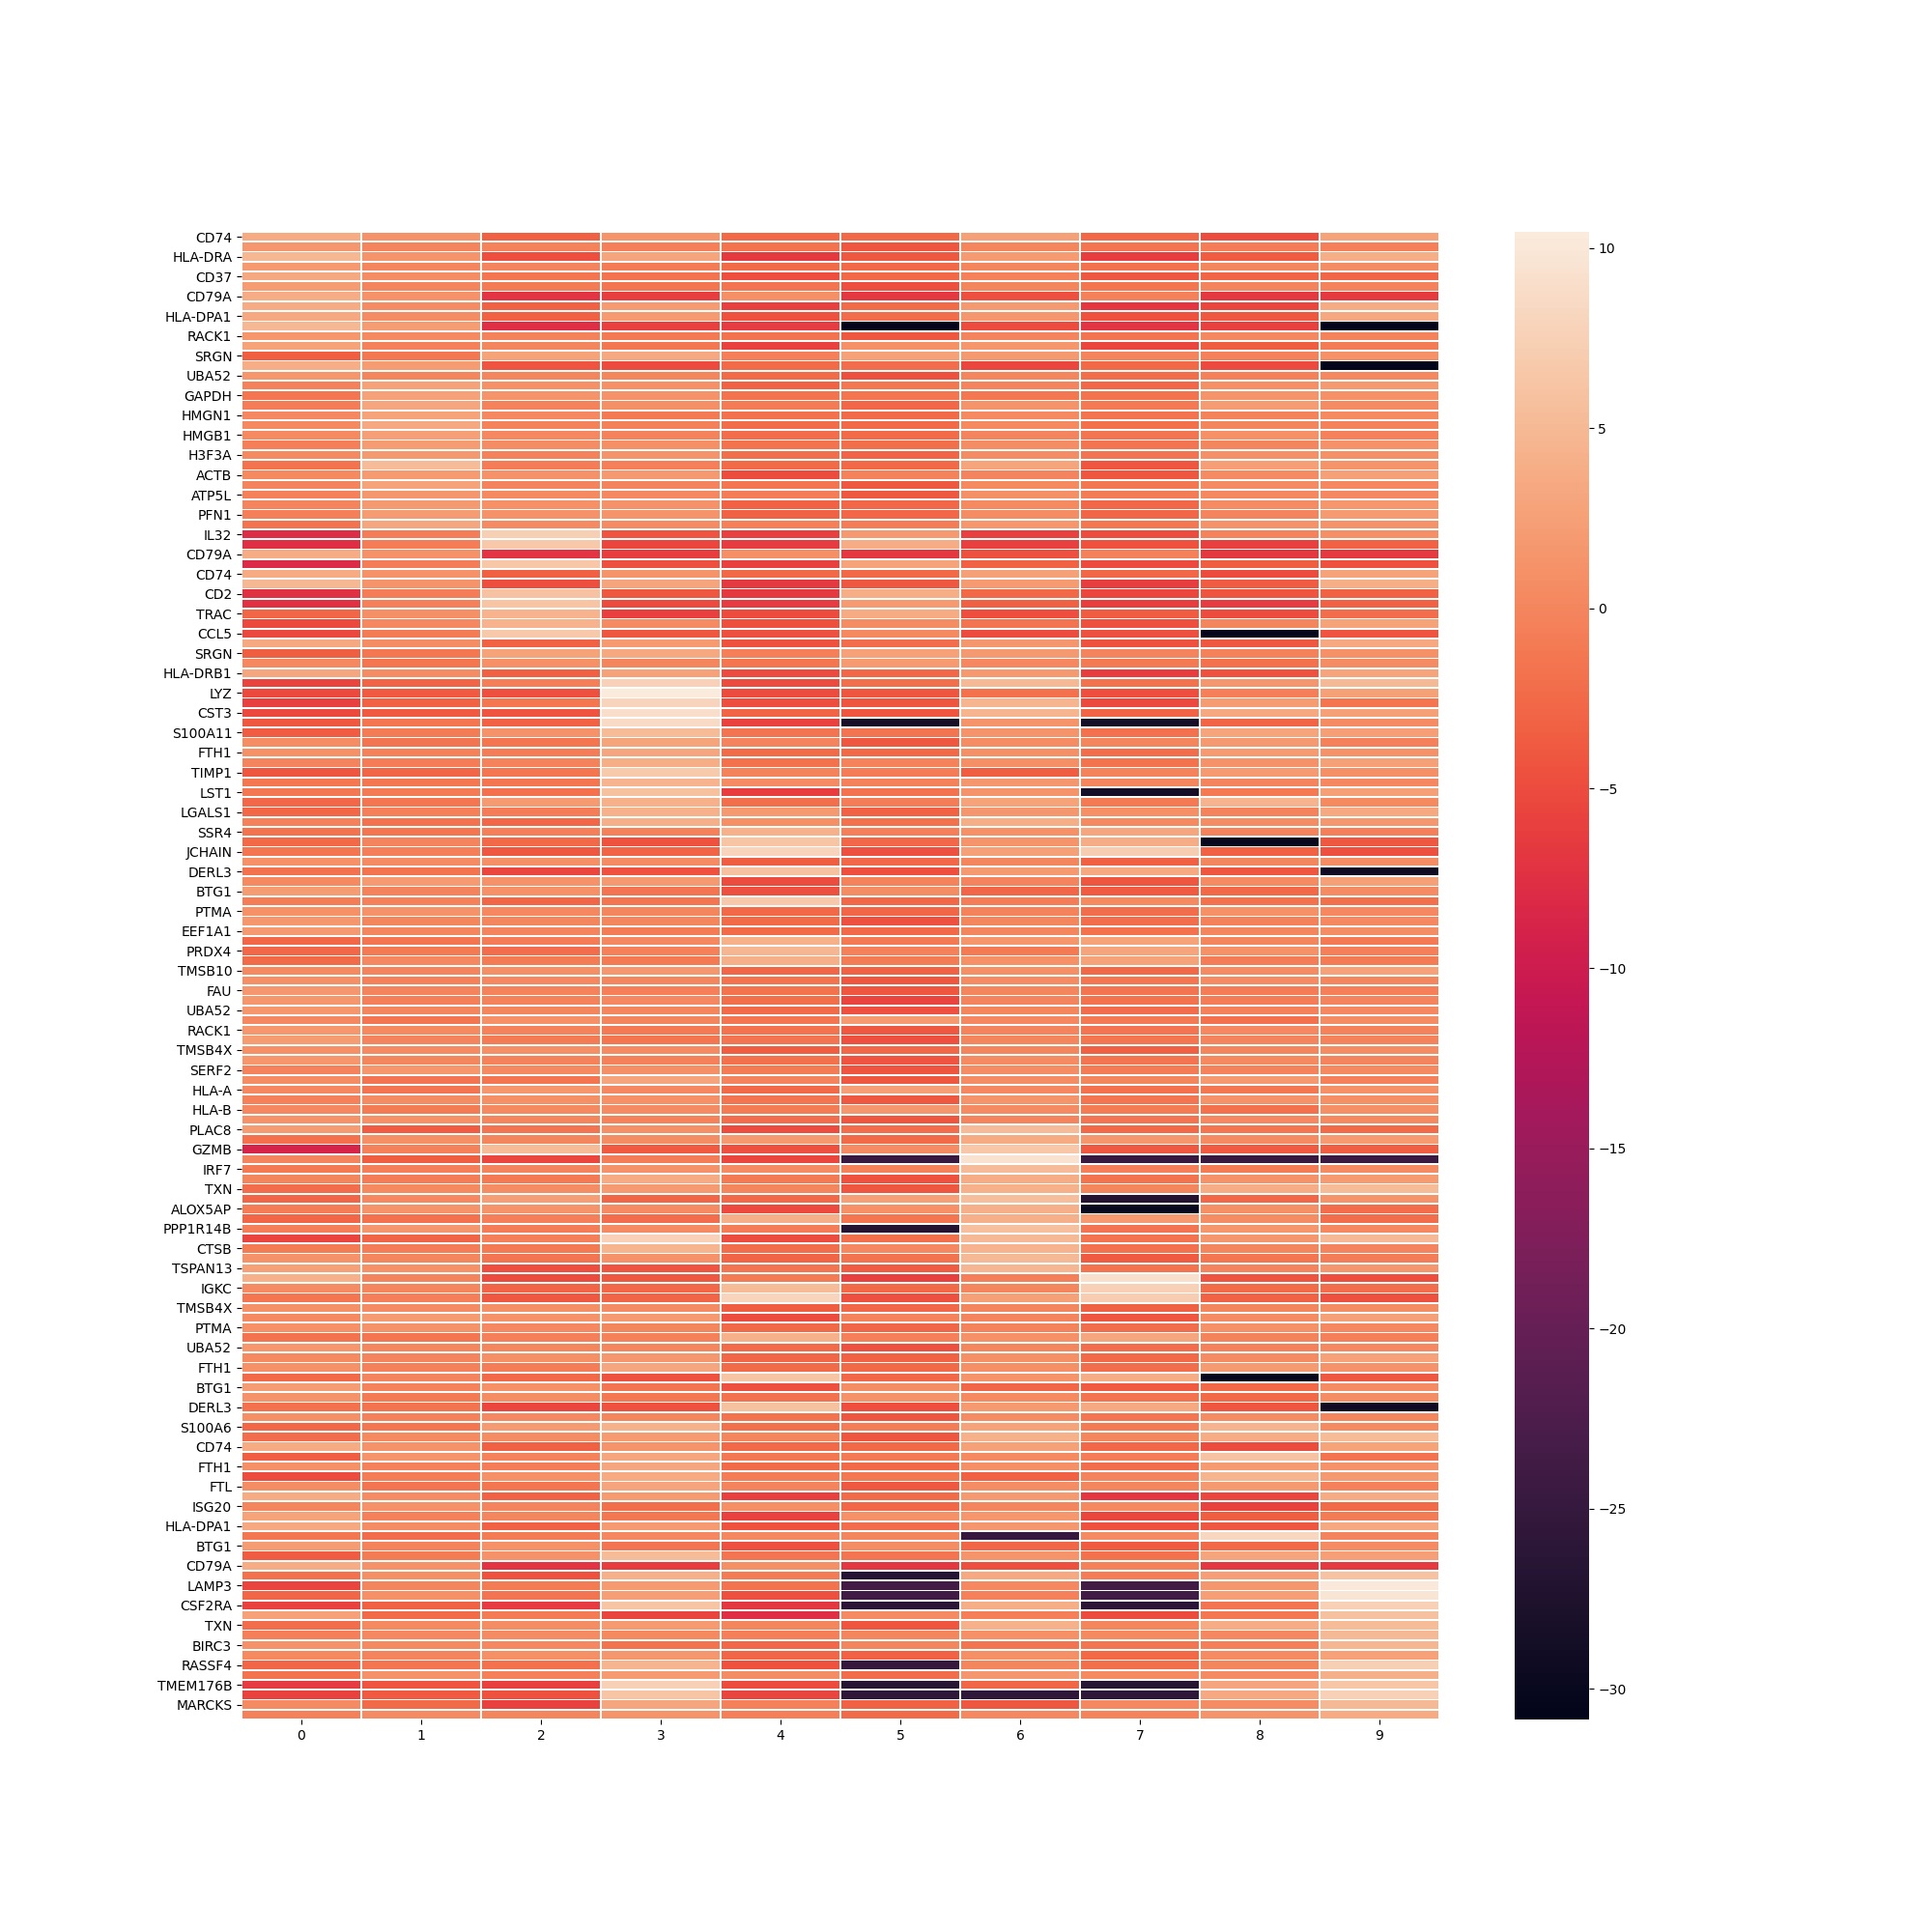 CD74
HLA-DRA
CD37
CD79A
HLA-DPA1
RACK1
SRGN
UBA52
GAPDH
HMGN1
HMGB1
H3F3A
ACTB
ATP5L
PFN1
IL32
CD79A
CD74
CD2
TRAC
CCL5
SRGN
HLA-DRB1
LYZ
CST3
S100A11
FTH1
TIMP1
LST1
LGALS1
SSR4
JCHAIN
DERL3
BTG1
PTMA
EEF1A1
PRDX4
TMSB10
FAU
UBA52
RACK1
TMSB4X
SERF2
HLA-A
HLA-B
PLAC8
GZMB
IRF7
TXN
ALOX5AP
PPP1R14B
CTSB
TSPAN13
IGKC
TMSB4X
PTMA
UBA52
FTH1
BTG1
DERL3
S100A6
CD74
FTH1
FTL
ISG20
HLA-DPA1
BTG1
CD79A
LAMP3
CSF2RA
TXN
BIRC3
RASSF4
TMEM176B
MARCKS
0 1 2 3 4 5 6 7 8 9
10
5
0
−5
−10
−15
−20
−25
−30